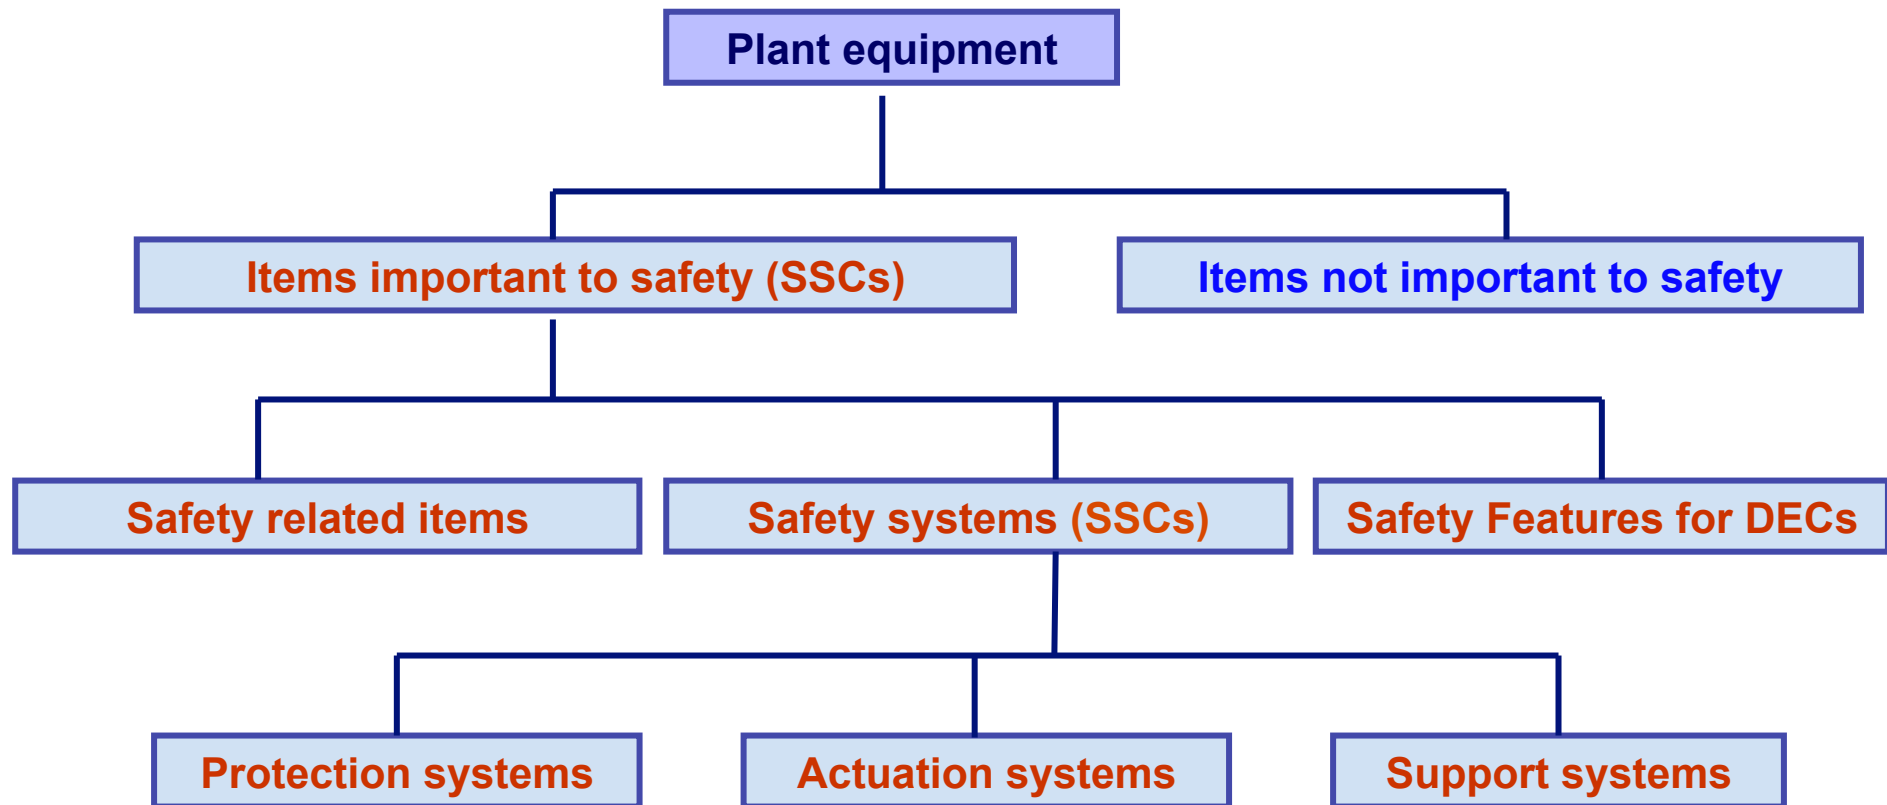 Plant equipment
Items important to safety (SSCs)
Items not important to safety
Safety related items
Safety systems (SSCs)
Safety Features for DECs
Protection systems
Actuation systems
Support systems